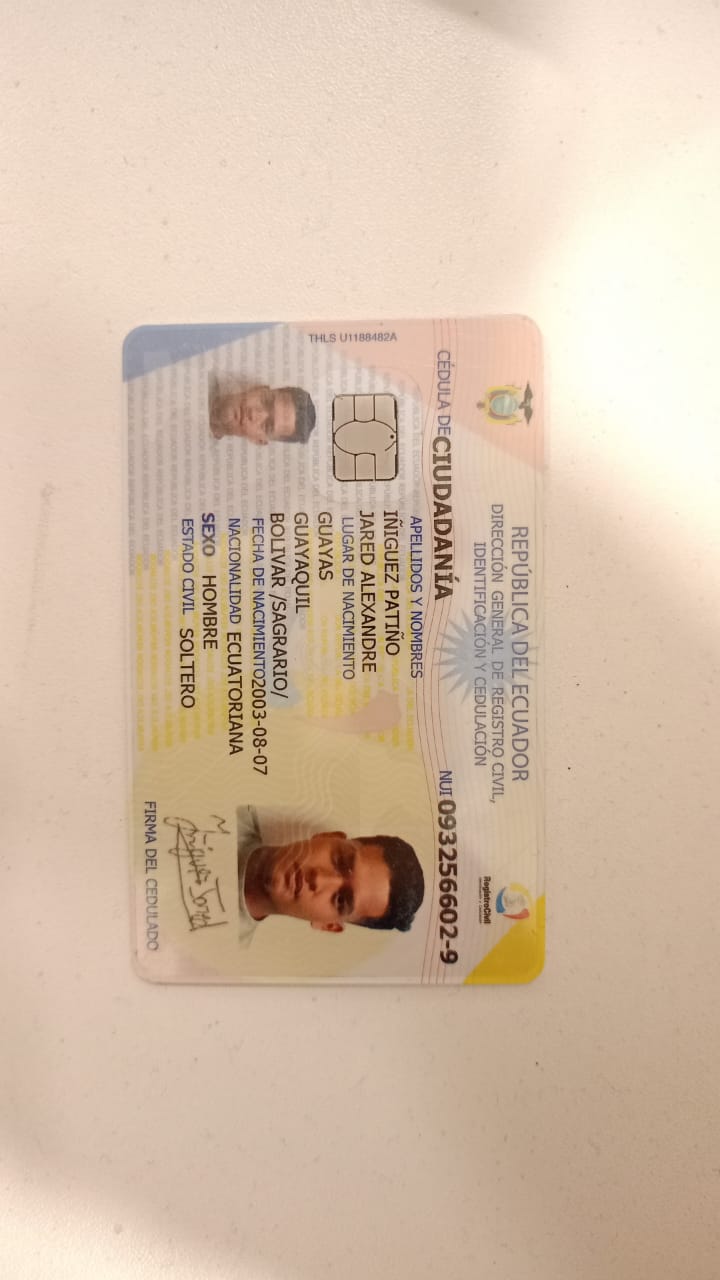 REPÚBLICA DEL ECUADOR
DIRECCIÓN GENERAL DE REGISTRO CIVIL,
IDENTIFICACIÓN Y CEDULACIÓN
RegistroCivil
CÉDULA DE CIUDADANÍA
NUI 093256602-9
THLS U1188482A
APELLIDOS Y NOMBRES
IÑIGUEZ PATIÑO
JARED ALEXANDRE
LUGAR DE NACIMIENTO
GUAYAS
GUAYAQUIL
BOLIVAR /SAGRARIO/
FECHA DE NACIMIENTO 2003-08-07
NACIONALIDAD ECUATORIANA
SEXO HOMBRE
ESTADO CIVIL SOLTERO
FIRMA DEL CEDULADO